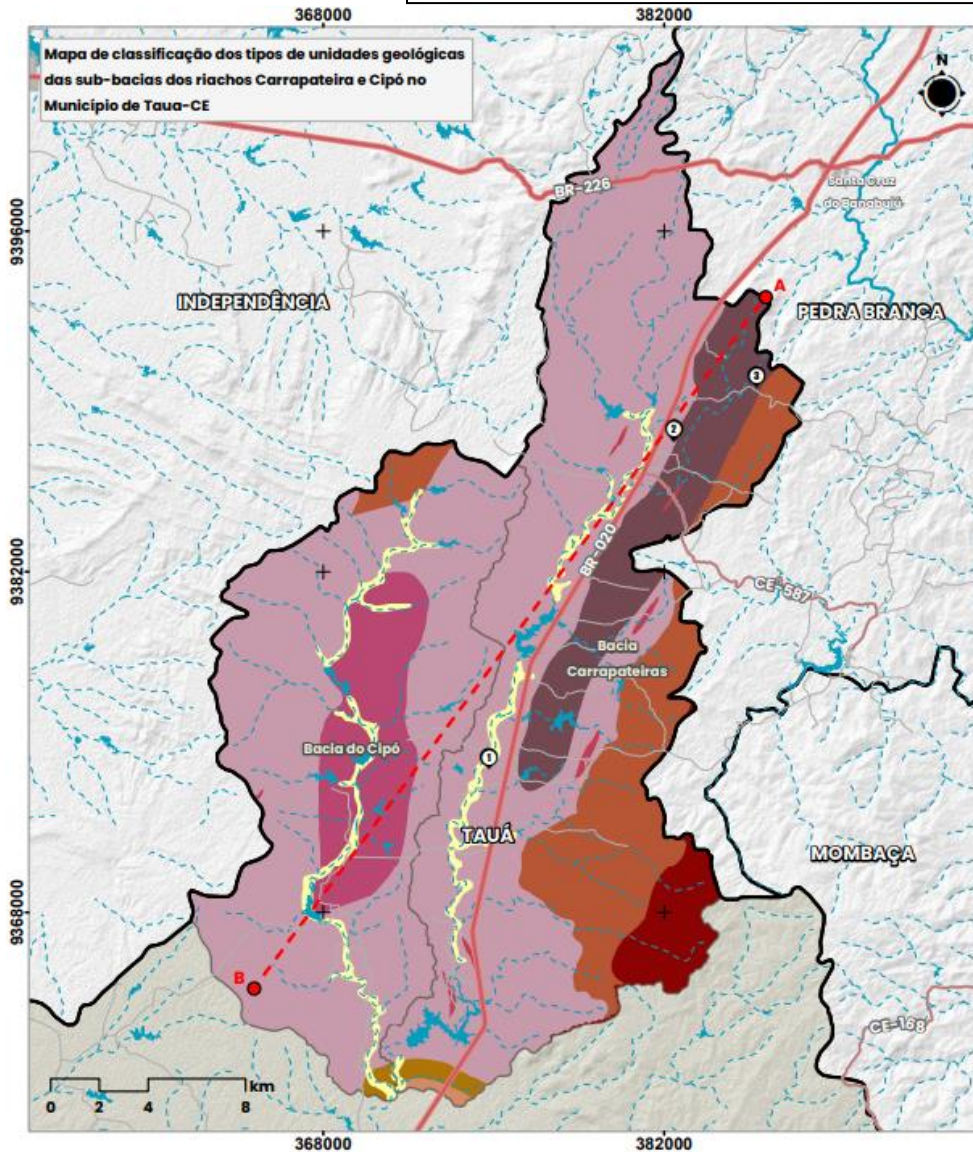 368000
382000
Mapa de classificação dos tipos de unidades geológicas
das sub-bacias dos riachos Carrapateira e Cipó no
Município de Taua-CE
N
BR-226
Santa Cruz
do Banabuiú
9396000
A
INDEPENDÊNCIA
PEDRA BRANCA
3
2
BR-020
9382000
CE-587
Bacia
Carrapateiras
Bacia do Cipó
1
TAUÁ
MOMBAÇA
9368000
B
CE-168
km
0 2 4 8
368000
382000